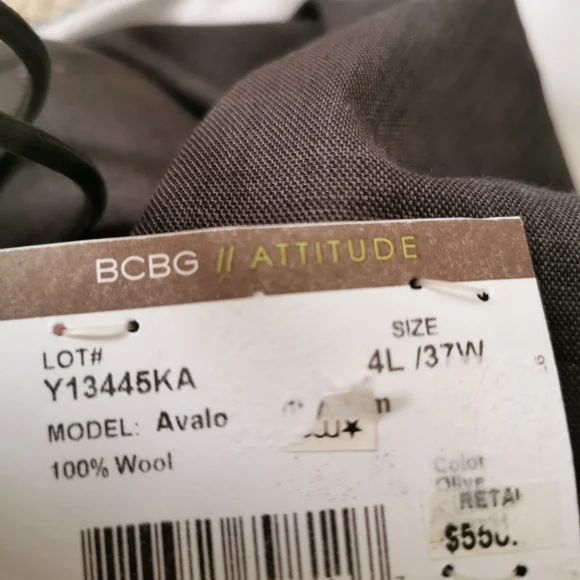 BCBG // ATTITUDE
SIZE
4L /37W
LOT#
Y13445KA
MODEL: Avalo
100% Wool
Color
Olive
RETAI